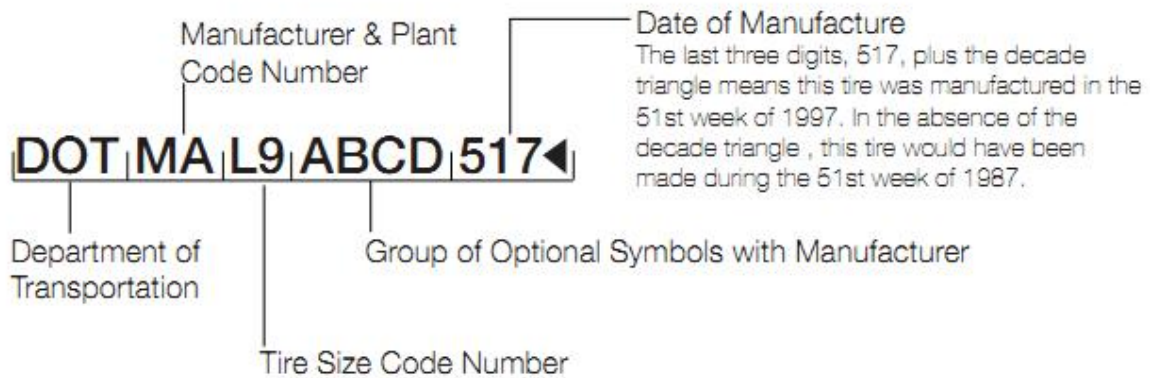 Manufacturer & Plant
Code Number
Date of Manufacture
The last three digits, 517, plus the decade
triangle means this tire was manufactured in the
51st week of 1997. In the absence of the
decade triangle , this tire would have been
made during the 51st week of 1987.
DOT MA L9 ABCD 517◀
Department of
Transportation
Group of Optional Symbols with Manufacturer
Tire Size Code Number